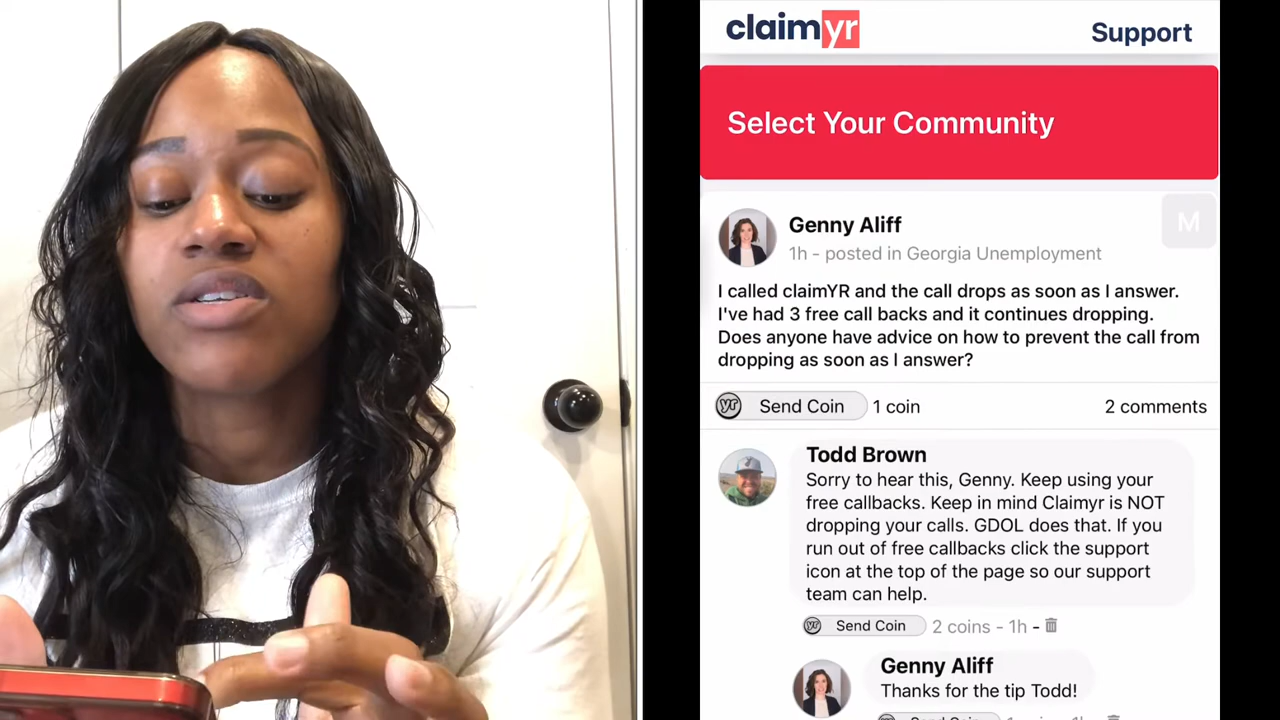 claimyr
Support
Select Your Community
M
Genny Aliff
1h - posted in Georgia Unemployment
I called claimYR and the call drops as soon as I answer.
I've had 3 free call backs and it continues dropping.
Does anyone have advice on how to prevent the call from
dropping as soon as I answer?
yr Send Coin 1 coin 2 comments
Todd Brown
Sorry to hear this, Genny. Keep using your
free callbacks. Keep in mind Claimyr is NOT
dropping your calls. GDOL does that. If you
run out of free callbacks click the support
icon at the top of the page so our support
team can help.
yr Send Coin 2 coins - 1h -
Genny Aliff
Thanks for the tip Todd!
Send Coin